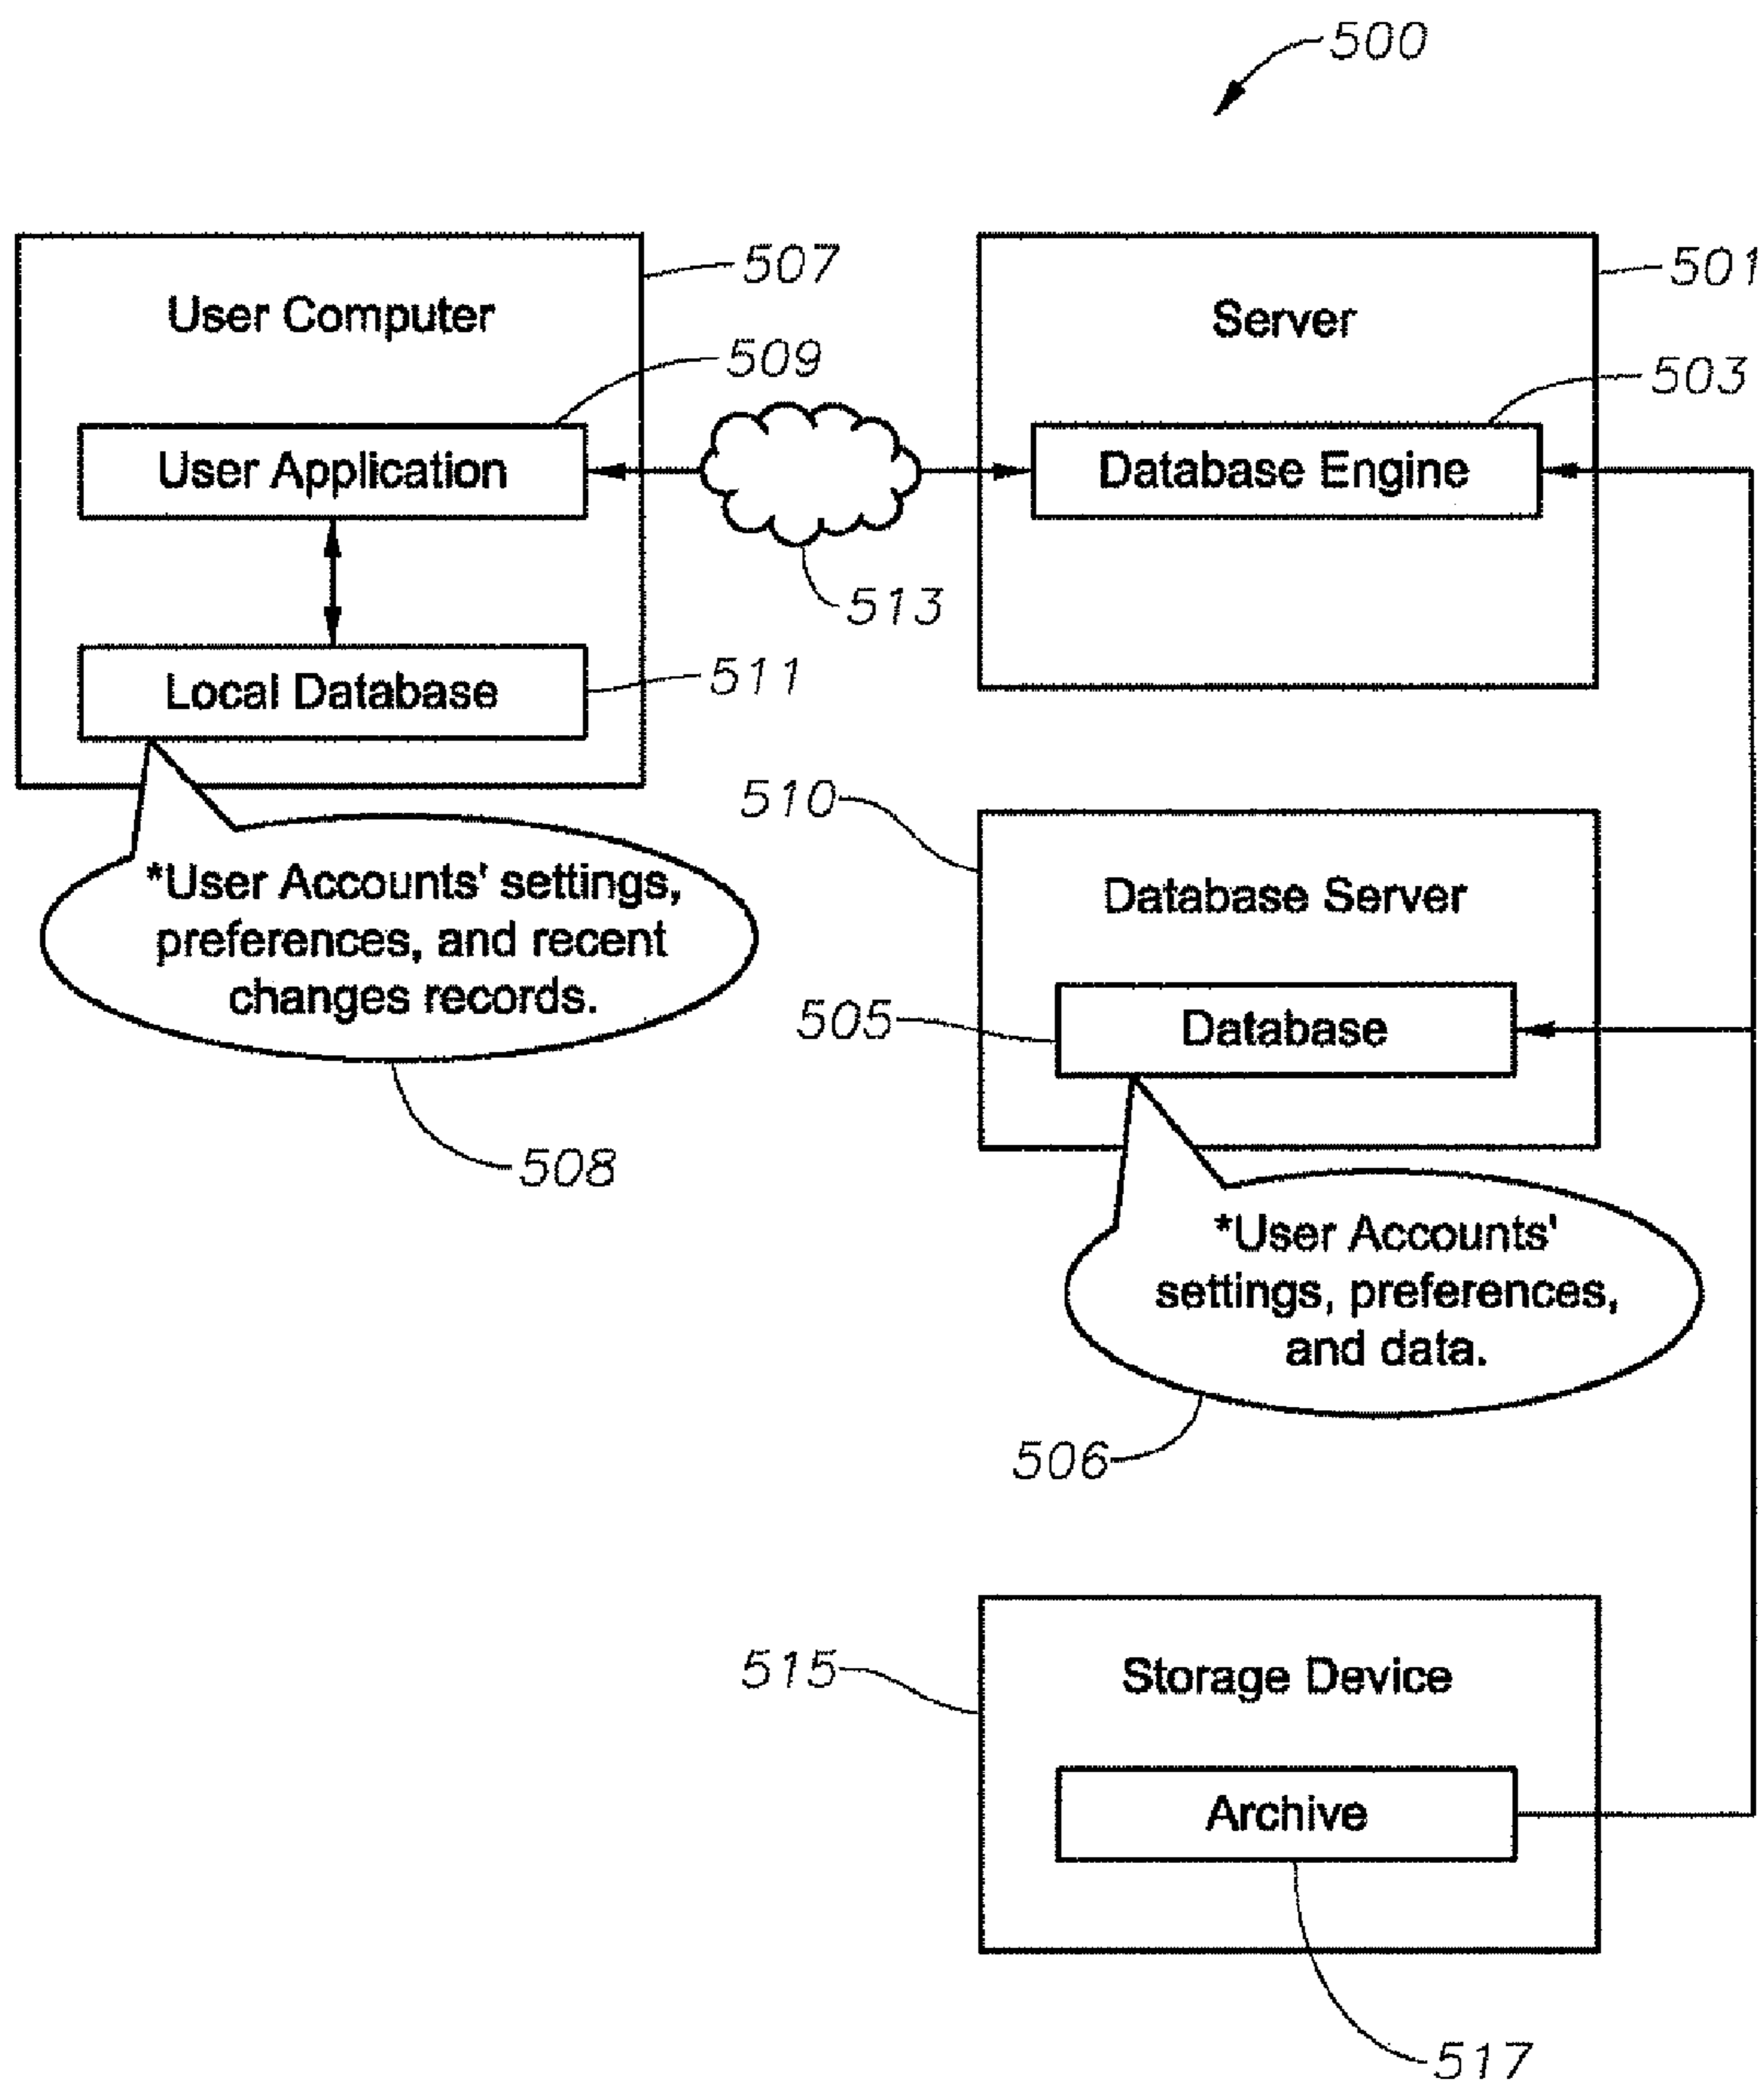 500
507
User Computer
509
User Application
Local Database
511
*User Accounts' settings,
preferences, and recent
changes records.
508
513
501
Server
503
Database Engine
510
Database Server
505
Database
*User Accounts'
settings, preferences,
and data.
506
515
Storage Device
Archive
517